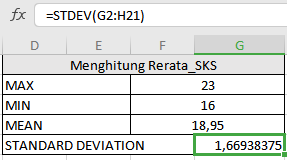 fx =STDEV(G2:H21)
D E F G
Menghitung Rerata_SKS
MAX 23
MIN 16
MEAN 18,95
STANDARD DEVIATION 1,66938375